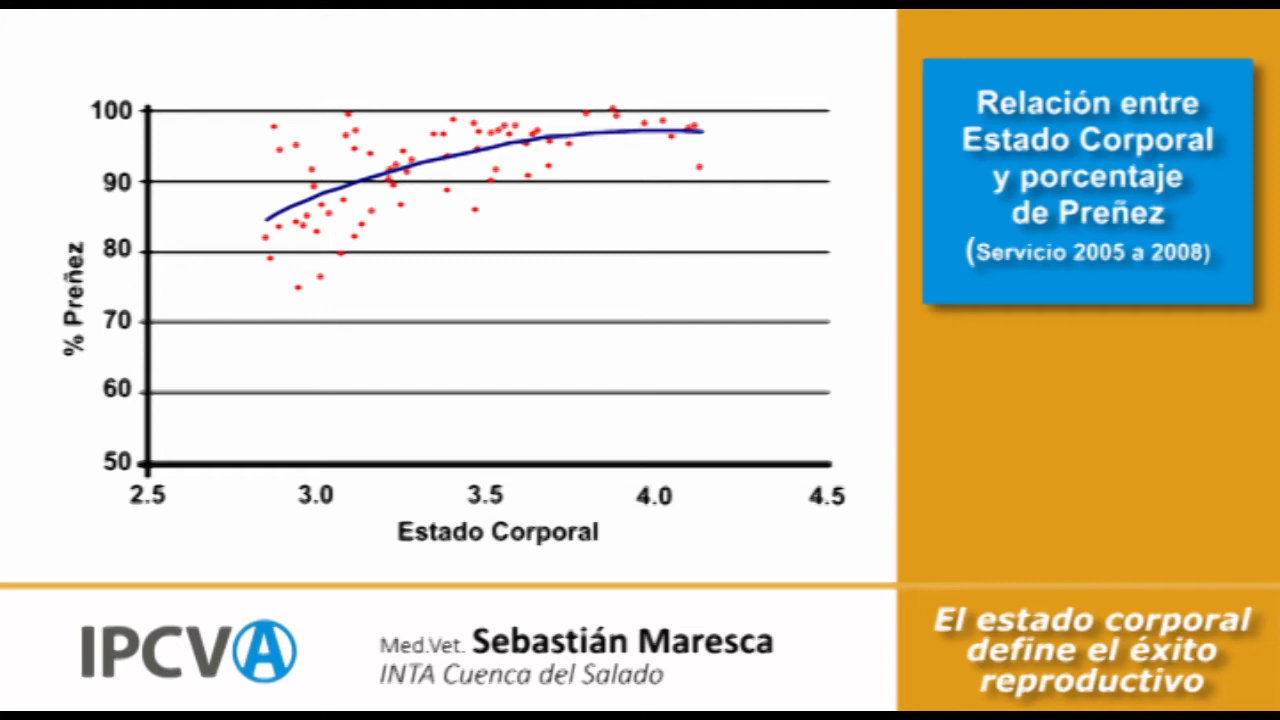 Relación entre
Estado Corporal
y porcentaje
de Preñez
(Servicio 2005 a 2008)
% Preñez
100
90
80
70
60
50
2.5 3.0 3.5 4.0 4.5
Estado Corporal
IPCVA
Med.Vet. Sebastián Maresca
INTA Cuenca del Salado
El estado corporal
define el éxito
reproductivo